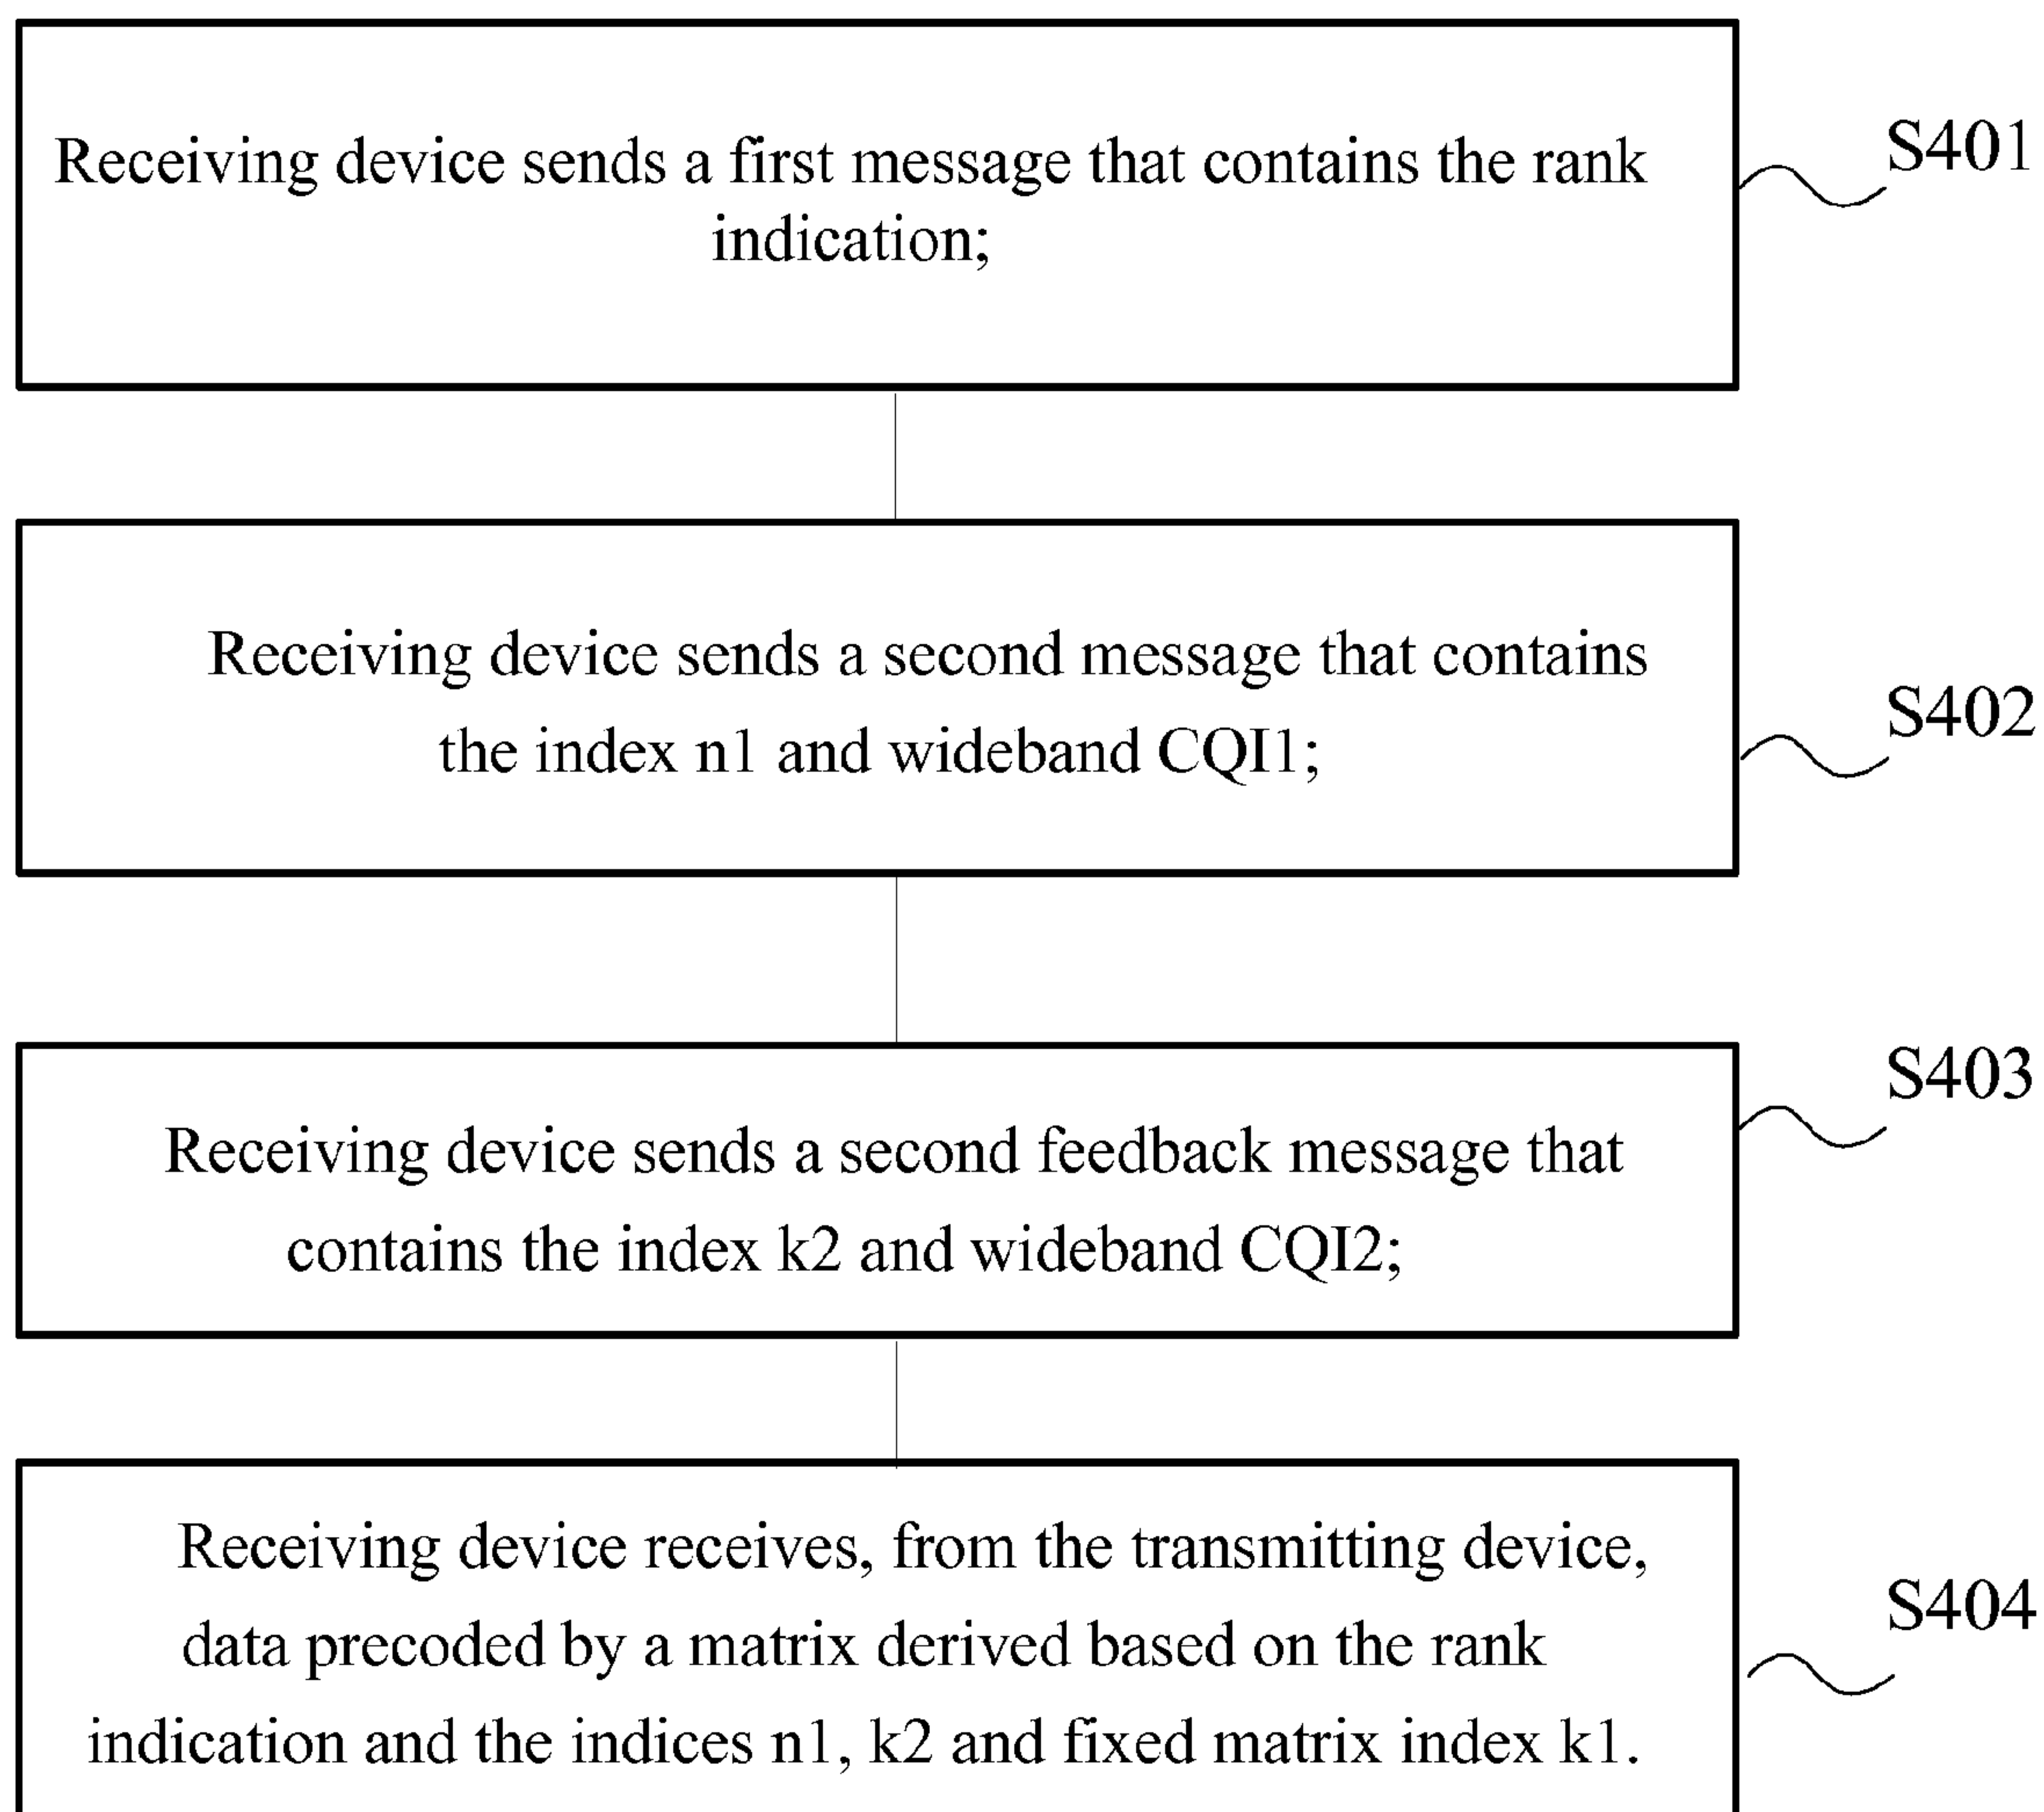 Receiving device sends a first message that contains the rank
indication;
S401
Receiving device sends a second message that contains
the index n1 and wideband CQI1;
S402
Receiving device sends a second feedback message that
contains the index k2 and wideband CQI2;
S403
Receiving device receives, from the transmitting device,
data precoded by a matrix derived based on the rank
indication and the indices n1, k2 and fixed matrix index k1.
S404